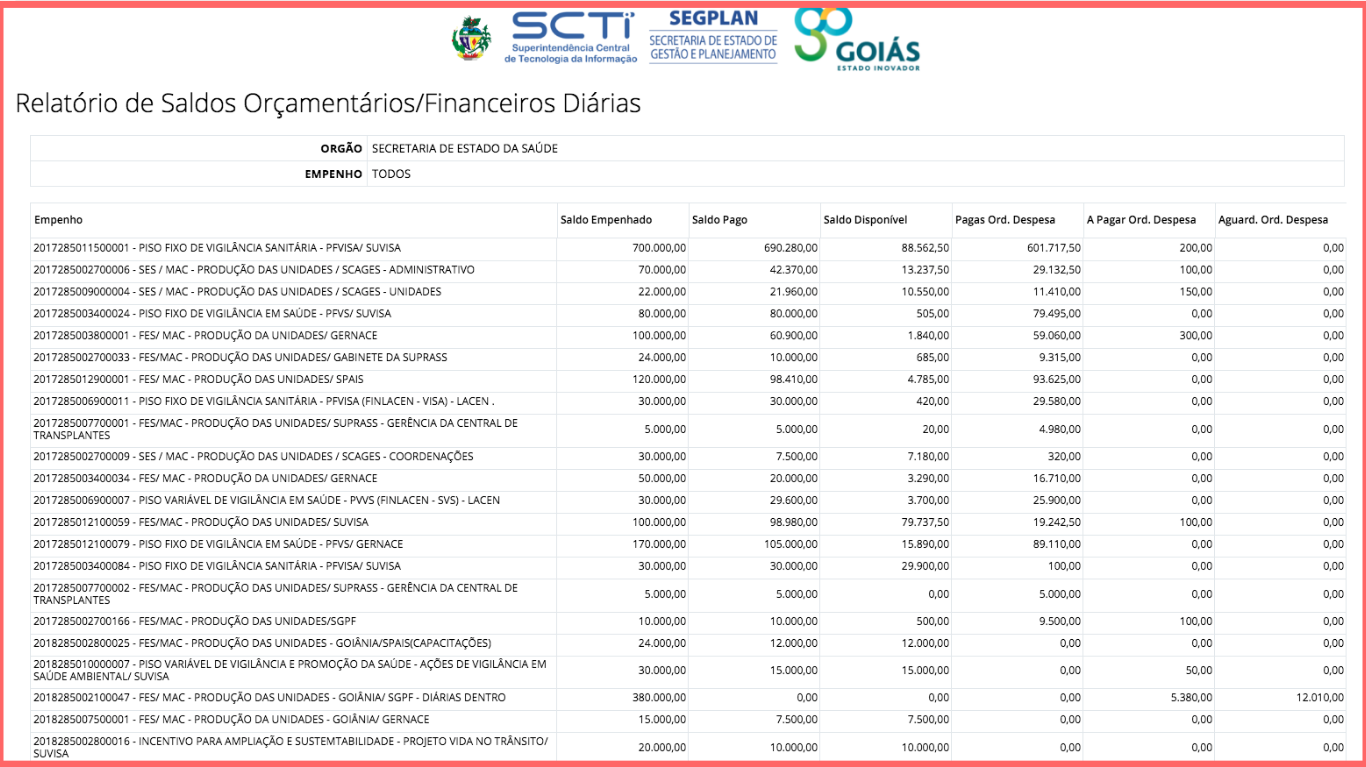 SCTi
Superintendência Central
de Tecnologia da Informação
SEGPLAN
SECRETARIA DE ESTADO DE
GESTÃO E PLANEJAMENTO
GOIÁS
ESTADO INOVADOR
Relatório de Saldos Orçamentários/Financeiros Diárias
ORGÃO SECRETARIA DE ESTADO DA SAÚDE
EMPENHO TODOS
Empenho Saldo Empenhado Saldo Pago Saldo Disponível Pagas Ord. Despesa A Pagar Ord. Despesa Aguard. Ord. Despesa
2017285011500001 - PISO FIXO DE VIGILÂNCIA SANITÁRIA - PFVISA/ SUVISA 700.000,00 690.280,00 88.562,50 601.717,50 200,00 0,00
2017285002700006 - SES / MAC - PRODUÇÃO DAS UNIDADES / SCAGES - ADMINISTRATIVO 70.000,00 42.370,00 13.237,50 29.132,50 100,00 0,00
2017285009000004 - SES / MAC - PRODUÇÃO DAS UNIDADES / SCAGES - UNIDADES 22.000,00 21.960,00 10.550,00 11.410,00 150,00 0,00
2017285003400024 - PISO FIXO DE VIGILÂNCIA EM SAÚDE - PFVS/ SUVISA 80.000,00 80.000,00 505,00 79.495,00 0,00 0,00
2017285003800001 - FES/ MAC - PRODUÇÃO DA UNIDADES/ GERNACE 100.000,00 60.900,00 1.840,00 59.060,00 300,00 0,00
2017285002700033 - FES/MAC - PRODUÇÃO DAS UNIDADES/ GABINETE DA SUPRASS 24.000,00 10.000,00 685,00 9.315,00 0,00 0,00
2017285012900001 - FES/ MAC - PRODUÇÃO DAS UNIDADES/ SPAIS 120.000,00 98.410,00 4.785,00 93.625,00 0,00 0,00
2017285006900011 - PISO FIXO DE VIGILÂNCIA SANITÁRIA - PFVISA (FINLACEN - VISA) - LACEN . 30.000,00 30.000,00 420,00 29.580,00 0,00 0,00
2017285007700001 - FES/MAC - PRODUÇÃO DAS UNIDADES/ SUPRASS - GERÊNCIA DA CENTRAL DE
TRANSPLANTES 5.000,00 5.000,00 20,00 4.980,00 0,00 0,00
2017285002700009 - SES / MAC - PRODUÇÃO DAS UNIDADES / SCAGES - COORDENAÇÕES 30.000,00 7.500,00 7.180,00 320,00 0,00 0,00
2017285003400034 - FES/ MAC - PRODUÇÃO DA UNIDADES/ GERNACE 50.000,00 20.000,00 3.290,00 16.710,00 0,00 0,00
2017285006900007 - PISO VARIÁVEL DE VIGILÂNCIA EM SAÚDE - PVVS (FINLACEN - SVS) - LACEN 30.000,00 29.600,00 3.700,00 25.900,00 0,00 0,00
2017285012100059 - FES/MAC - PRODUÇÃO DAS UNIDADES/ SUVISA 100.000,00 98.980,00 79.737,50 19.242,50 100,00 0,00
2017285012100079 - PISO FIXO DE VIGILÂNCIA EM SAÚDE - PFVS/ GERNACE 170.000,00 105.000,00 15.890,00 89.110,00 0,00 0,00
2017285003400084 - PISO FIXO DE VIGILÂNCIA SANITÁRIA - PFVISA/ SUVISA 30.000,00 30.000,00 29.900,00 100,00 0,00 0,00
2017285007700002 - FES/MAC - PRODUÇÃO DAS UNIDADES/ SUPRASS - GERÊNCIA DA CENTRAL DE
TRANSPLANTES 5.000,00 5.000,00 0,00 5.000,00 0,00 0,00
2017285002700166 - FES/MAC - PRODUÇÃO DAS UNIDADES/SGPF 10.000,00 10.000,00 500,00 9.500,00 100,00 0,00
2018285002800025 - FES/MAC - PRODUÇÃO DAS UNIDADES - GOIÂNIA/SPAIS(CAPACITAÇÕES) 24.000,00 12.000,00 12.000,00 0,00 0,00 0,00
2018285010000007 - PISO VARIÁVEL DE VIGILÂNCIA E PROMOÇÃO DA SAÚDE - AÇÕES DE VIGILÂNCIA EM
SAÚDE AMBIENTAL/ SUVISA 30.000,00 15.000,00 15.000,00 0,00 50,00 0,00
2018285002100047 - FES/ MAC - PRODUÇÃO DAS UNIDADES - GOIÂNIA/ SGPF - DIÁRIAS DENTRO 380.000,00 0,00 0,00 0,00 5.380,00 12.010,00
2018285007500001 - FES/ MAC - PRODUÇÃO DA UNIDADES - GOIÂNIA/ GERNACE 15.000,00 7.500,00 7.500,00 0,00 0,00 0,00
2018285002800016 - INCENTIVO PARA AMPLIAÇÃO E SUSTEMTABILIDADE - PROJETO VIDA NO TRÂNSITO/
SUVISA 20.000,00 10.000,00 10.000,00 0,00 0,00 0,00